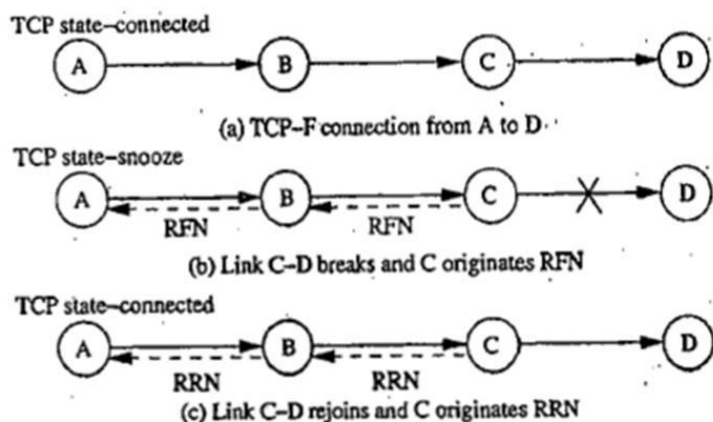 TCP state-connected
A B C D
(a) TCP-F connection from A to D
TCP state-snooze
A B C D
RFN RFN
(b) Link C-D breaks and C originates RFN
TCP state-connected
A B C D
RRN RRN
(c) Link C-D rejoins and C originates RRN